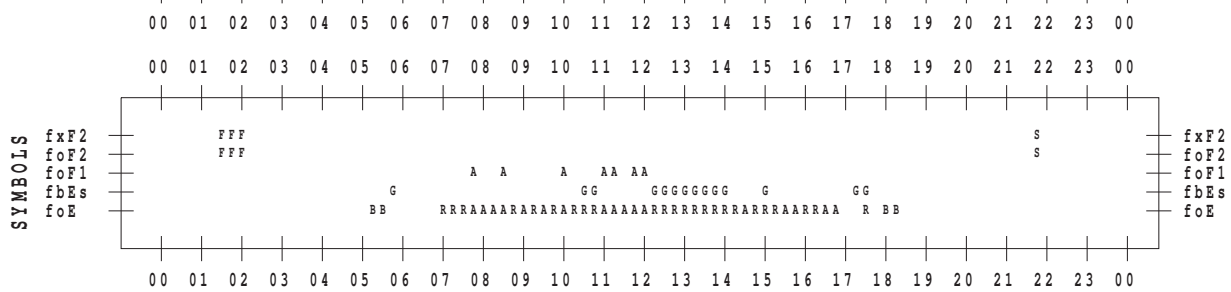 00 01 02 03 04 05 06 07 08 09 10 11 12 13 14 15 16 17 18 19 20 21 22 23 00
00 01 02 03 04 05 06 07 08 09 10 11 12 13 14 15 16 17 18 19 20 21 22 23 00
SYMBOLS
fxF2 FFF S fxF2
foF2 FFF S foF2
foF1 A A A AA AA foF1
fbEs G GG GGGGGGGG G GG fbEs
foE BB RRRAAAARARARARRRAAAAARRRRRRRRRARRRAARRAA R BB foE
00 01 02 03 04 05 06 07 08 09 10 11 12 13 14 15 16 17 18 19 20 21 22 23 00